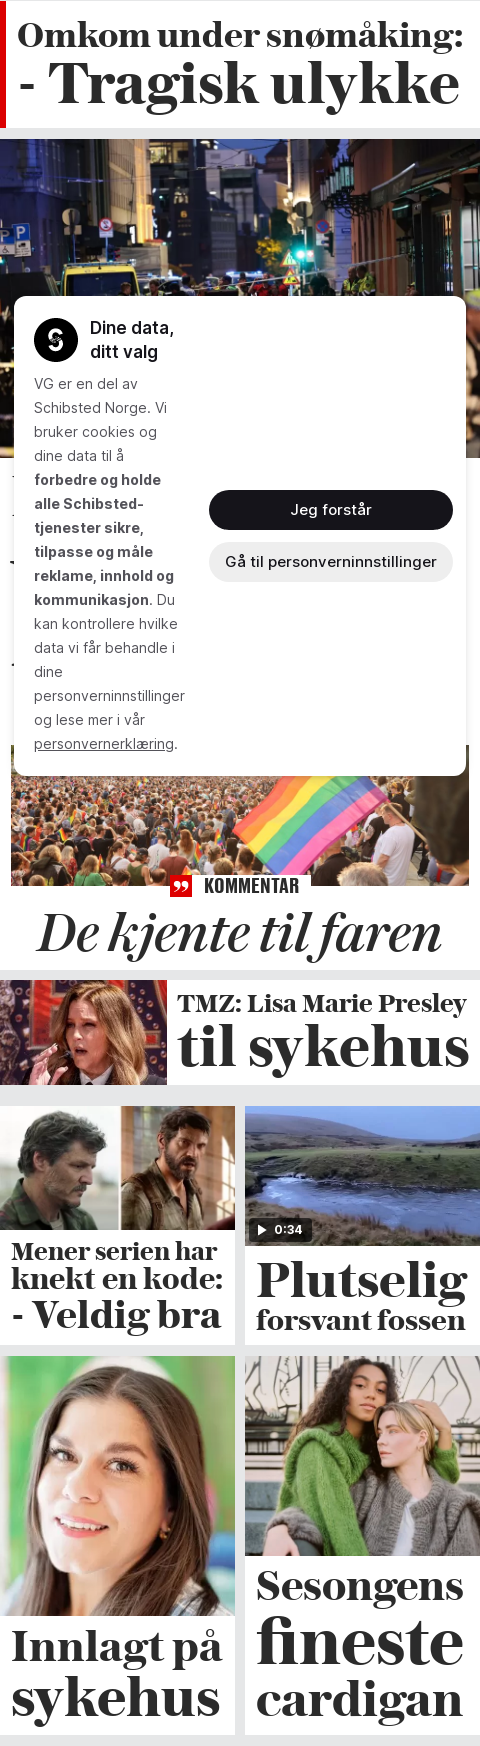 Omkom under snømåking:
- Tragisk ulykke
P
Dine data,
ditt valg
VG er en del av
Schibsted Norge. Vi
bruker cookies og
dine data til å
forbedre og holde
alle Schibsted-
tjenester sikre,
tilpasse og måle
reklame, innhold og
kommunikasjon. Du
kan kontrollere hvilke
data vi får behandle i
dine
personverninnstillinger
og lese mer i vår
personvernerklæring.
Jeg forstår
Gå til personverninnstillinger
KOMMENTAR
De kjente til faren
TMZ: Lisa Marie Presley
til sykehus
Mener serien har
knekt en kode:
- Veldig bra
0:34
Plutselig
forsvant fossen
Innlagt på
sykehus
Sesongens
fineste
cardigan